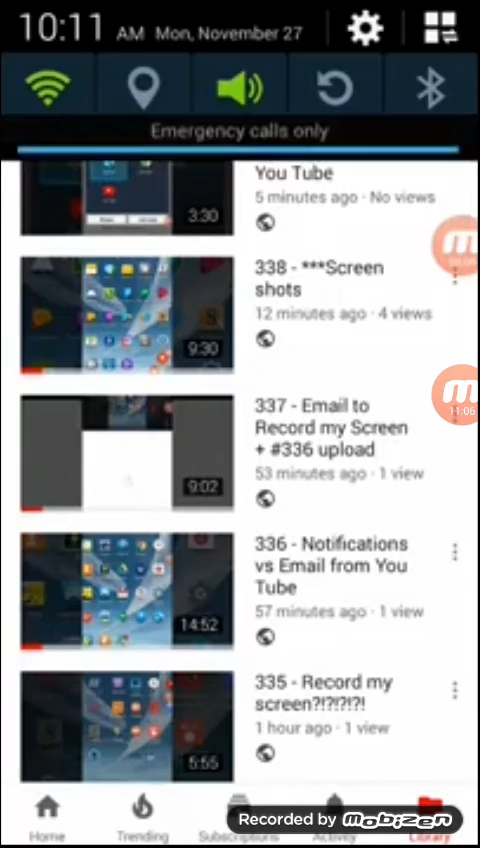 10:11 AM Mon, November 27
Emergency calls only
You Tube
5 minutes ago · No views
3:30
338 - ***Screen
shots
12 minutes ago · 4 views
9:30
337 - Email to
Record my Screen
+ #336 upload
53 minutes ago · 1 view
9:02
11:06
336 - Notifications
vs Email from You
Tube
57 minutes ago · 1 view
14:52
335 - Record my
screen?!?!?!?!
1 hour ago · 1 view
5:55
Home
Trending
Subscriptions
Activity
Library
Recorded by Mobizen